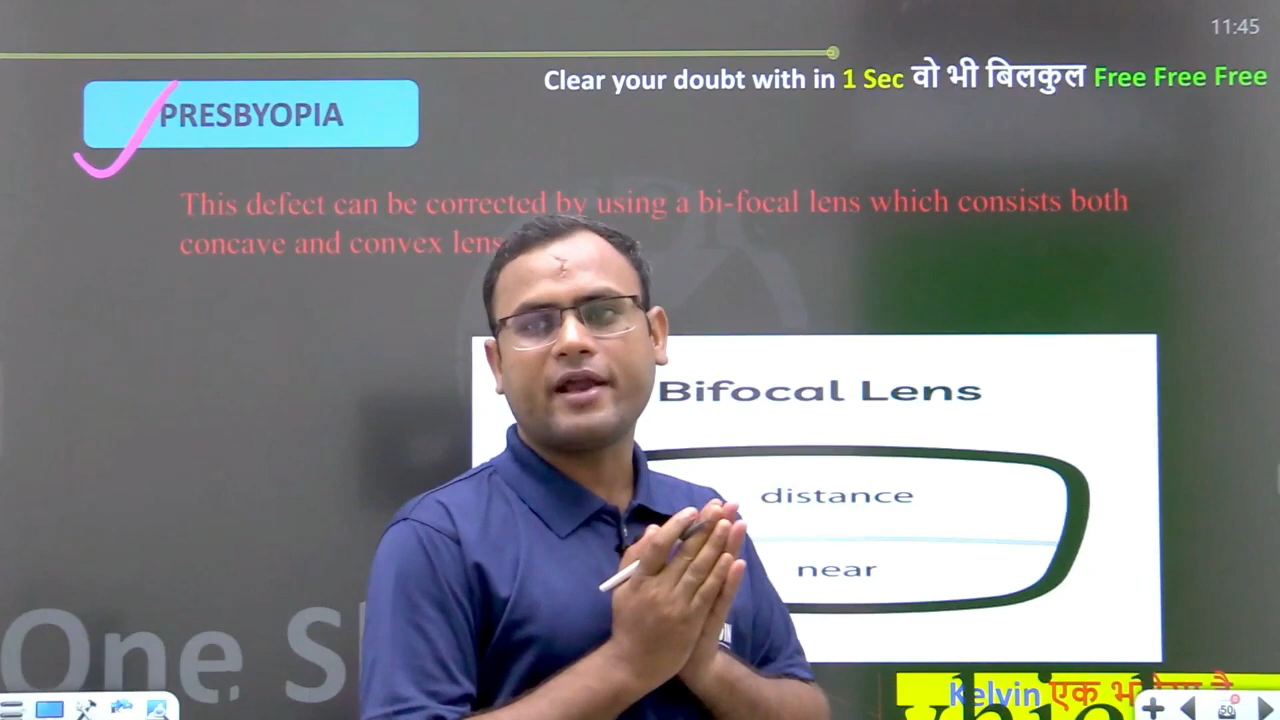 11:45
Clear your doubt with in 1 Sec वो भी बिलकुल Free Free Free
PRESBYOPIA
This defect can be corrected by using a bi-focal lens which consists both
concave and convex lens
Bifocal Lens
distance
near
One
Kelvin एक
50